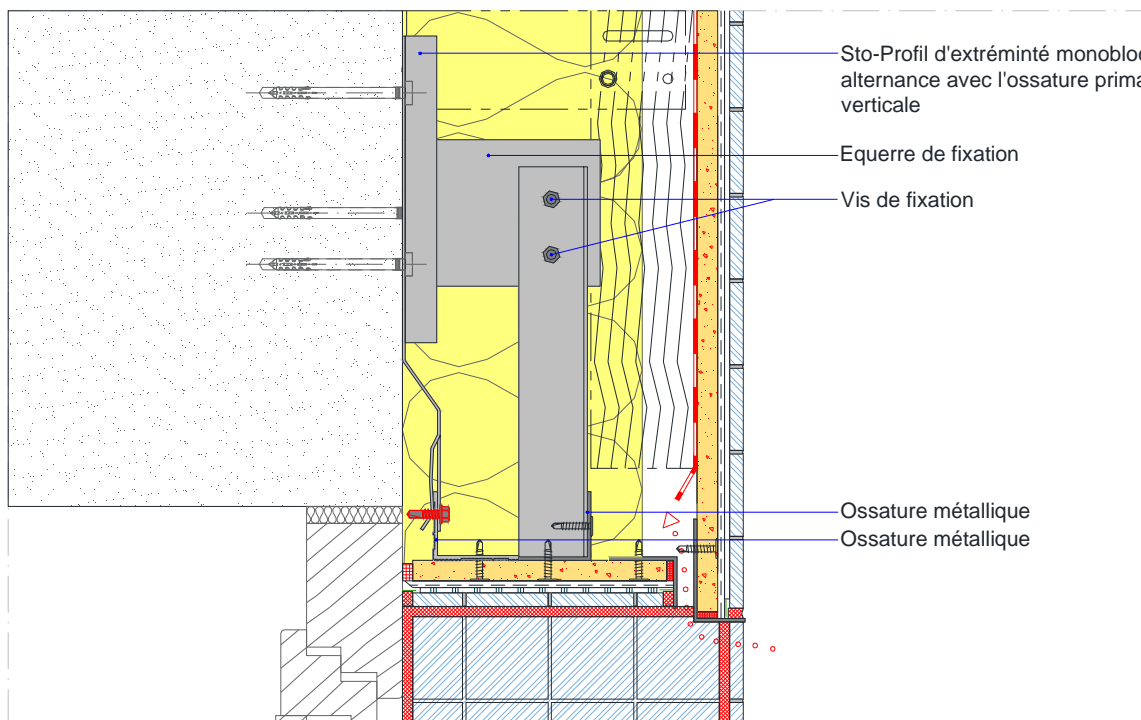 Sto-Profil d'extréminté monobloc
alternance avec l'ossature prima
verticale
Equerre de fixation
Vis de fixation
Ossature métallique
Ossature métallique